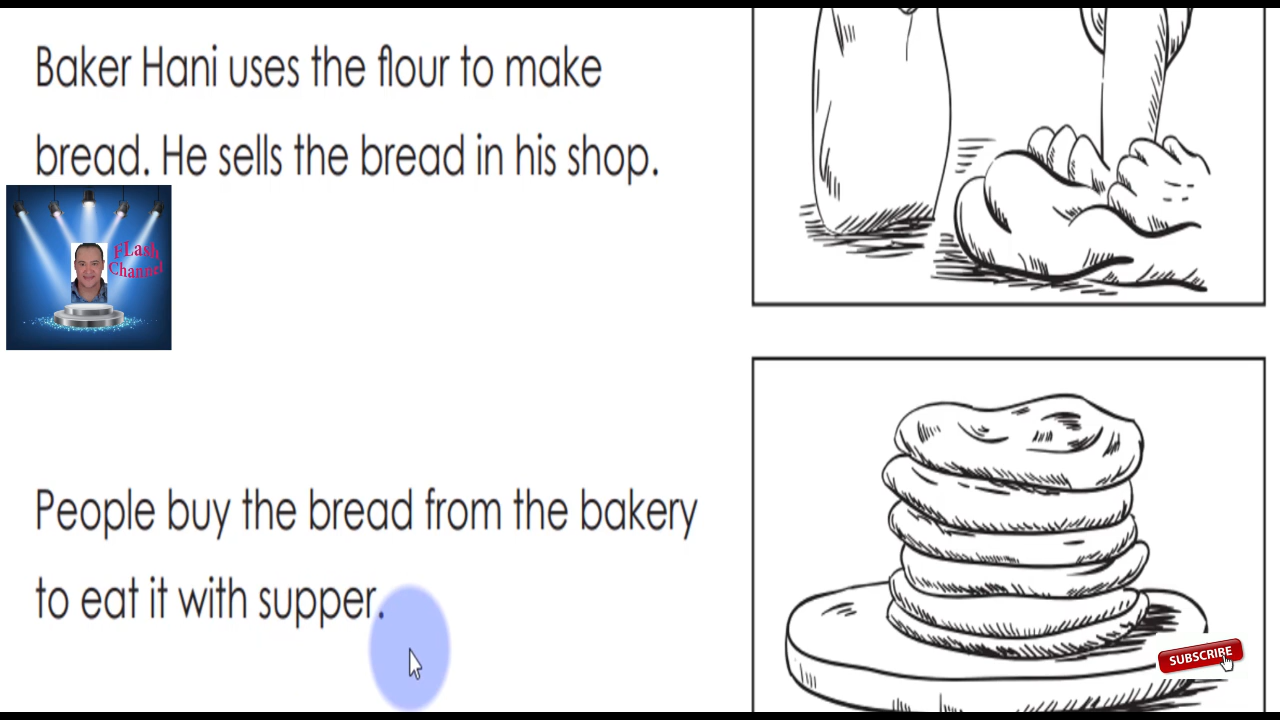 Baker Hani uses the flour to make
bread. He sells the bread in his shop.
FLash
Channel
People buy the bread from the bakery
to eat it with supper.
SUBSCRIBE